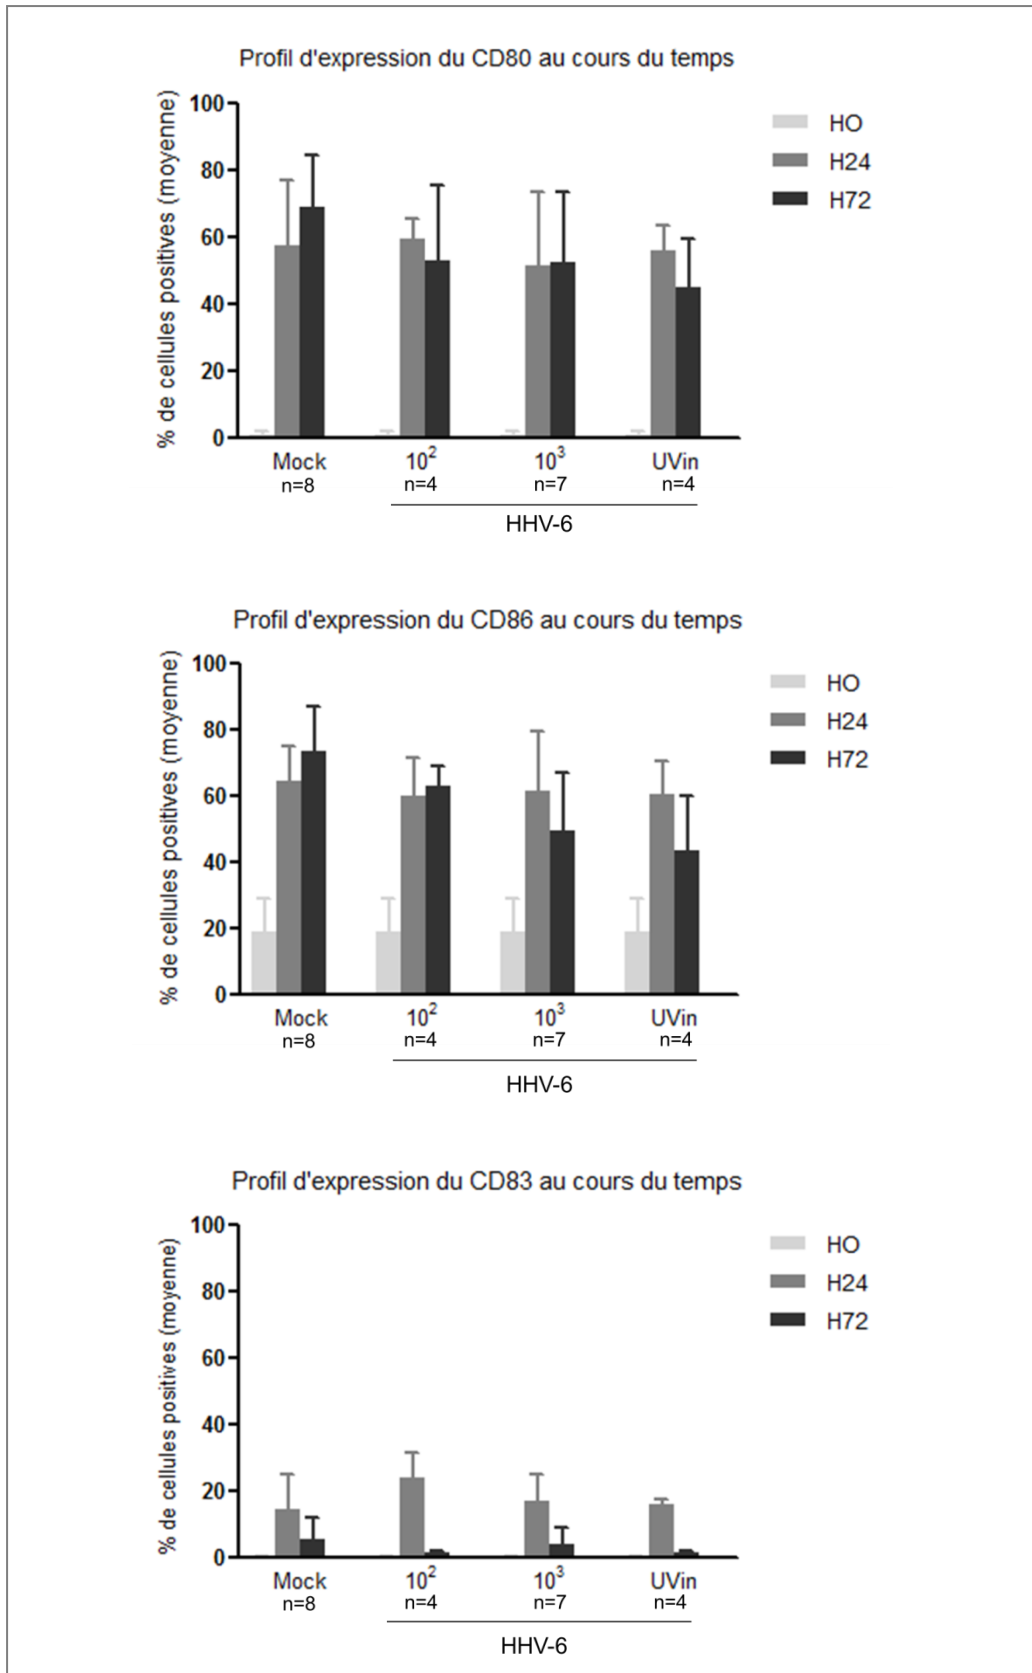 Profil d'expression du CD80 au cours du temps
% de cellules positives (moyenne)
100
80
60
40
20
0
HO
H24
H72
Mock 10² 10³ UVin
n=8 n=4 n=7 n=4
HHV-6
Profil d'expression du CD86 au cours du temps
% de cellules positives (moyenne)
100
80
60
40
20
0
HO
H24
H72
Mock 10² 10³ UVin
n=8 n=4 n=7 n=4
HHV-6
Profil d'expression du CD83 au cours du temps
% de cellules positives (moyenne)
100
80
60
40
20
0
HO
H24
H72
Mock 10² 10³ UVin
n=8 n=4 n=7 n=4
HHV-6